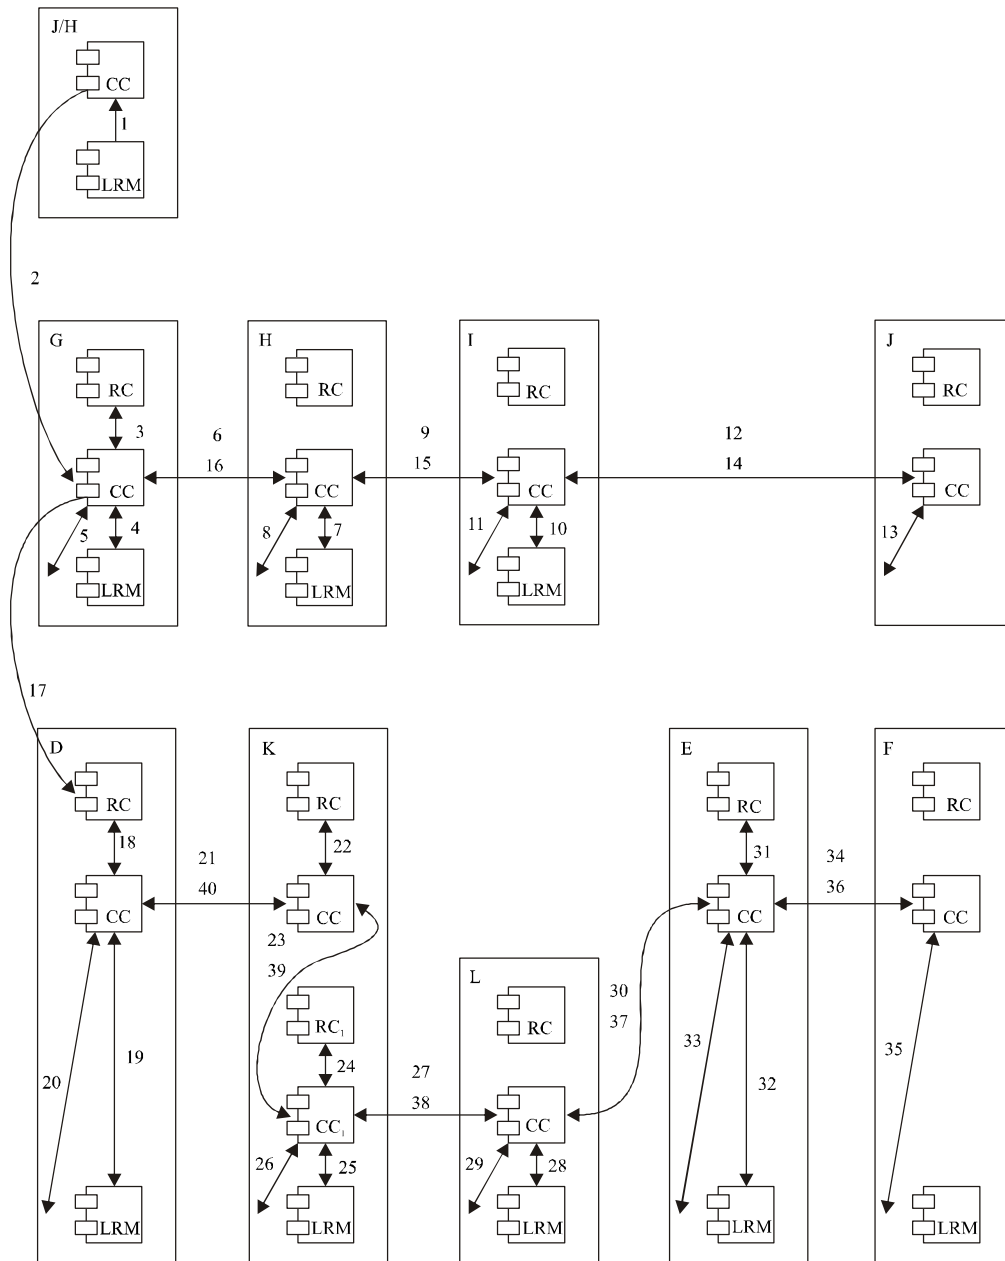 J/H
CC
1
LRM
2
G
H
I
J
RC
RC
RC
RC
3
6
9
12
16
15
14
CC
CC
CC
CC
5
4
8
7
11
10
13
LRM
LRM
LRM
17
D
K
E
F
RC
RC
RC
RC
18
22
31
21
34
40
36
CC
CC
CC
CC
23
39
L
30
37
RC₁
RC
20
19
24
33
32
35
27
38
CC₁
CC
26
25
29
28
LRM
LRM
LRM
LRM
LRM